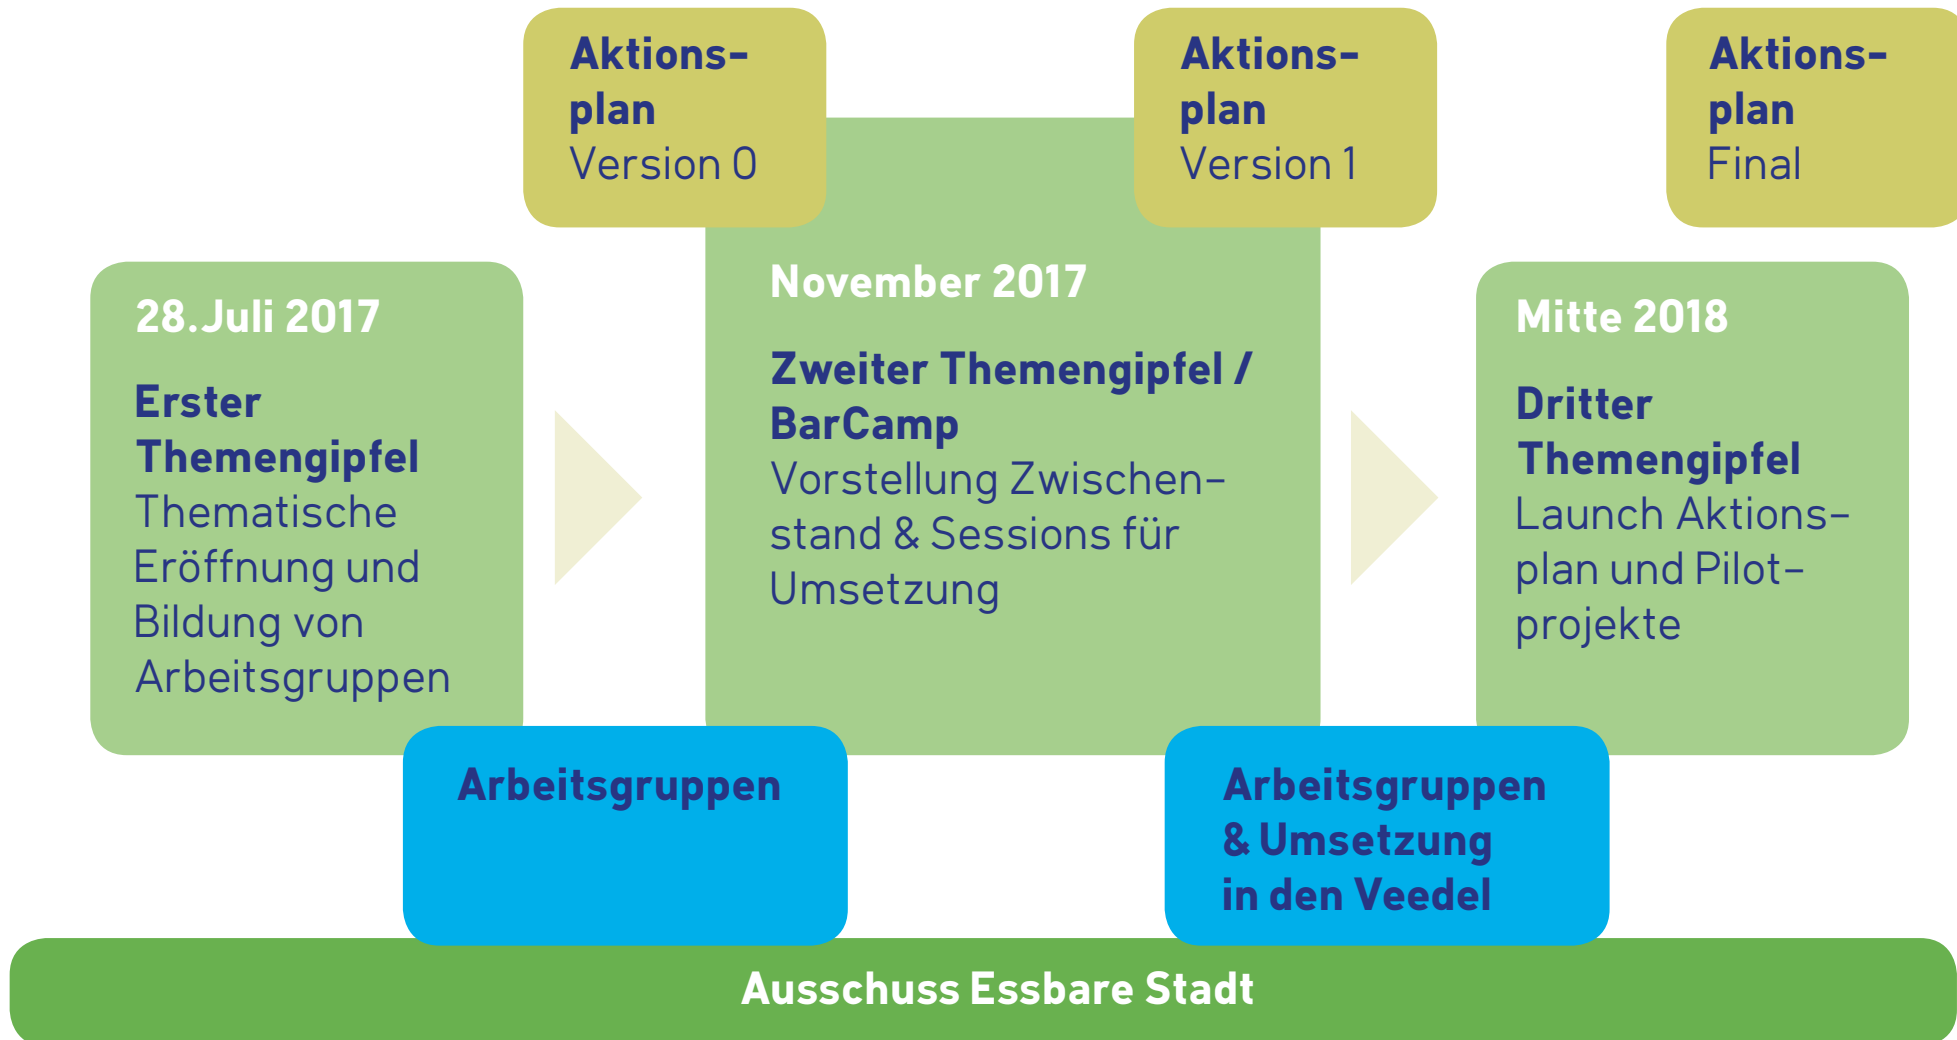 Aktions-
plan
Version 0
Aktions-
plan
Version 1
Aktions-
plan
Final
28.Juli 2017
Erster
Themengipfel
Thematische
Eröffnung und
Bildung von
Arbeitsgruppen
November 2017
Zweiter Themengipfel /
BarCamp
Vorstellung Zwischen-
stand & Sessions für
Umsetzung
Mitte 2018
Dritter
Themengipfel
Launch Aktions-
plan und Pilot-
projekte
Arbeitsgruppen
Arbeitsgruppen
& Umsetzung
in den Veedel
Ausschuss Essbare Stadt